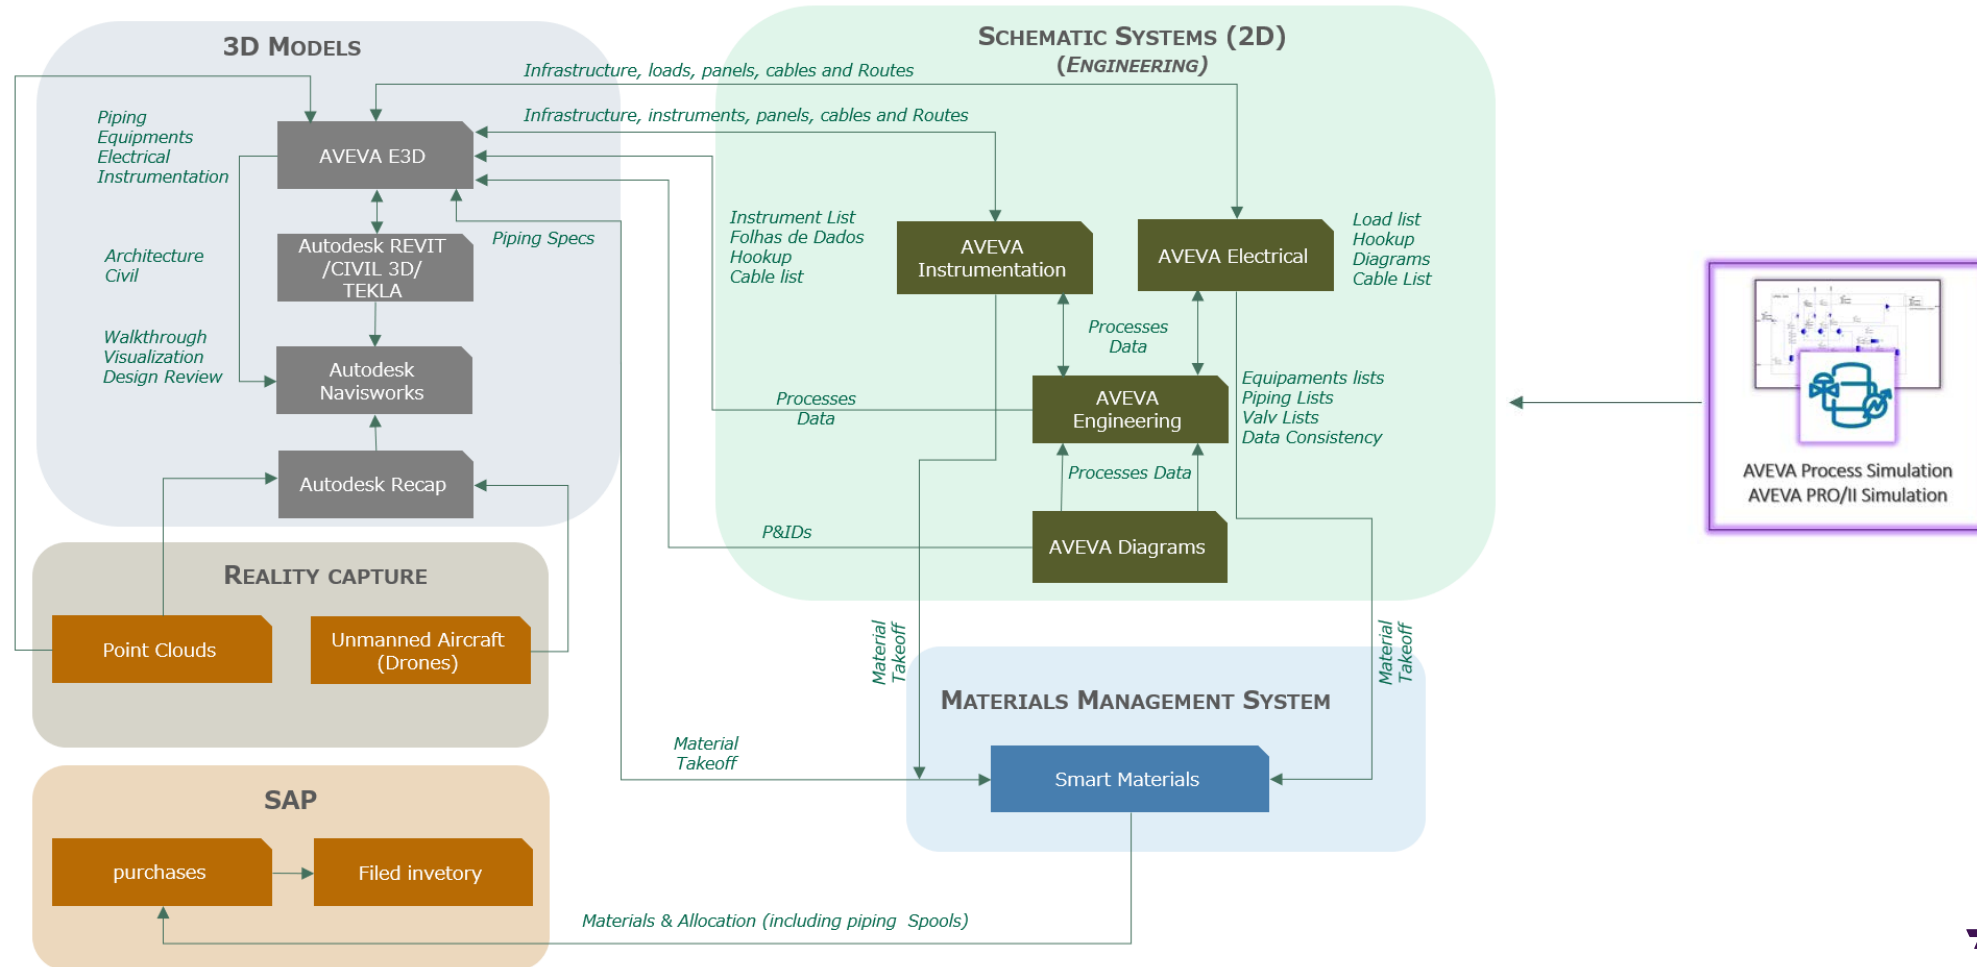 3D MODELS
Piping
Equipments
Electrical
Instrumentation
AVEVA E3D
Architecture
Civil
Autodesk REVIT
/CIVIL 3D/
TEKLA
Walkthrough
Visualization
Design Review
Autodesk
Navisworks
Autodesk Recap
REALITY CAPTURE
Point Clouds
Unmanned Aircraft
(Drones)
SAP
purchases
Filed invetory
SCHEMATIC SYSTEMS (2D)
(ENGINEERING)
Infrastructure, loads, panels, cables and Routes
Infrastructure, instruments, panels, cables and Routes
Piping Specs
Instrument List
Folhas de Dados
Hookup
Cable list
AVEVA
Instrumentation
AVEVA Electrical
Load list
Hookup
Diagrams
Cable List
Processes
Data
Processes
Data
AVEVA
Engineering
Equipaments lists
Piping Lists
Valv Lists
Data Consistency
Processes Data
P&IDs
AVEVA Diagrams
Material
Takeoff
Material
Takeoff
MATERIALS MANAGEMENT SYSTEM
Material
Takeoff
Smart Materials
Materials & Allocation (including piping Spools)
AVEVA Process Simulation
AVEVA PRO/II Simulation